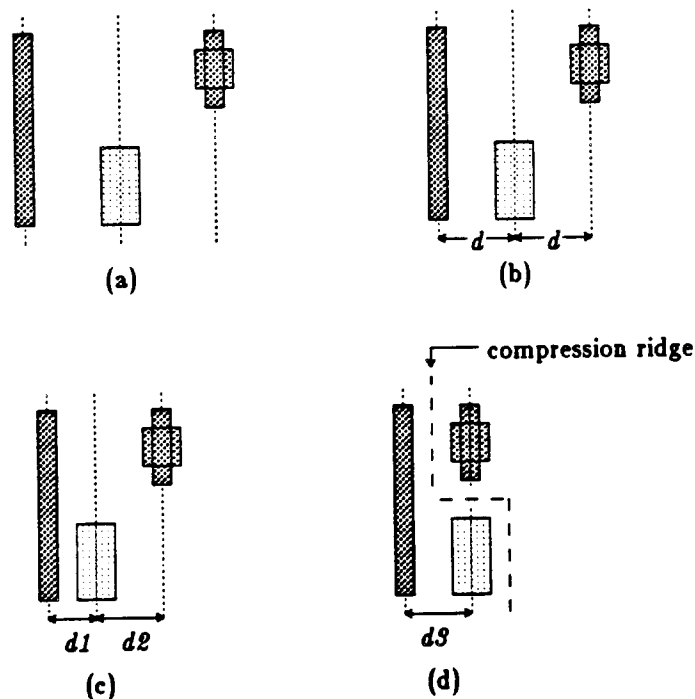 (a)
d d
(b)
compression ridge
d1 d2
(c)
d3
(d)